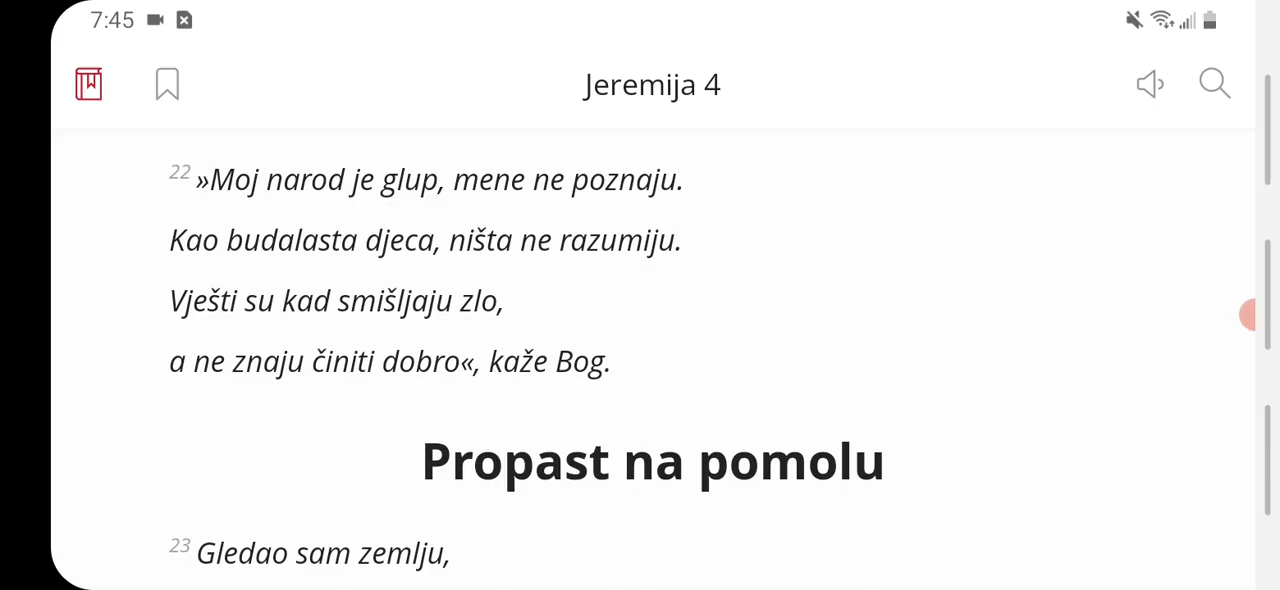 7:45
Jeremija 4
22 »Moj narod je glup, mene ne poznaju.
Kao budalasta djeca, ništa ne razumiju.
Vješti su kad smišljaju zlo,
a ne znaju činiti dobro«, kaže Bog.
Propast na pomolu
23 Gledao sam zemlju,